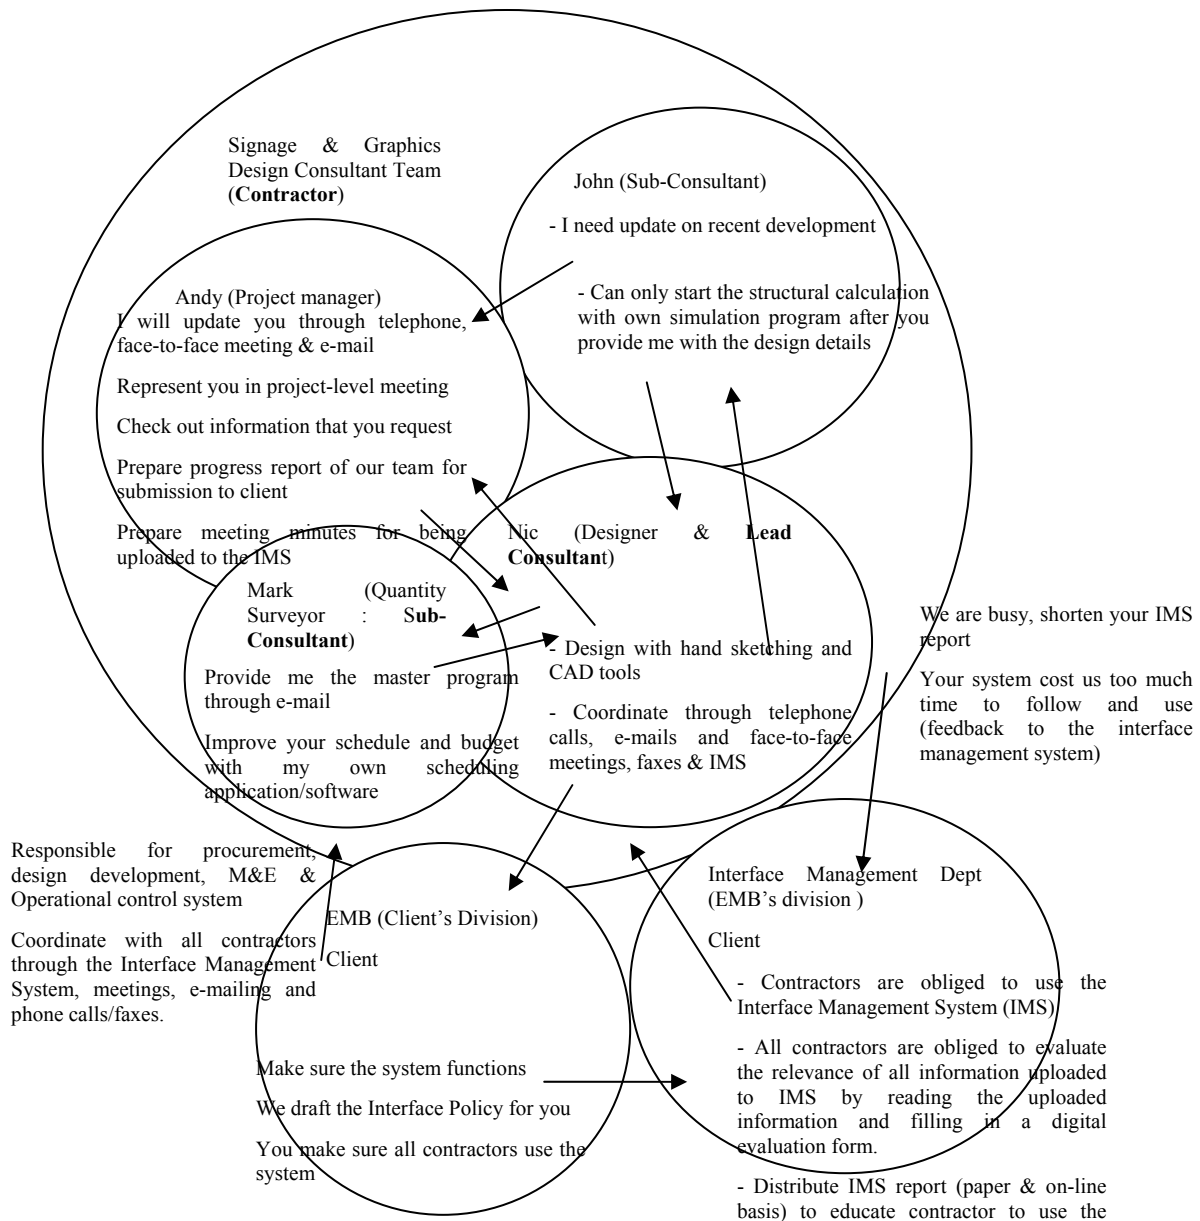 Signage & Graphics
Design Consultant Team
(Contractor)
John (Sub-Consultant)
- I need update on recent development
- Can only start the structural calculation
with own simulation program after you
provide me with the design details
Andy (Project manager)
I will update you through telephone,
face-to-face meeting & e-mail
Represent you in project-level meeting
Check out information that you request
Prepare progress report of our team for
submission to client
Prepare meeting minutes for being
uploaded to the IMS
Nic (Designer & Lead
Consultant)
- Design with hand sketching and
CAD tools
- Coordinate through telephone
calls, e-mails and face-to-face
meetings, faxes & IMS
Mark (Quantity
Surveyor : Sub-
Consultant)
Provide me the master program
through e-mail
Improve your schedule and budget
with my own scheduling
application/software
We are busy, shorten your IMS
report
Your system cost us too much
time to follow and use
(feedback to the interface
management system)
Responsible for procurement,
design development, M&E &
Operational control system
Coordinate with all contractors
through the Interface Management
System, meetings, e-mailing and
phone calls/faxes.
EMB (Client's Division)
Client
Make sure the system functions
We draft the Interface Policy for you
You make sure all contractors use the
system
Interface Management Dept
(EMB's division )
Client
- Contractors are obliged to use the
Interface Management System (IMS)
- All contractors are obliged to evaluate
the relevance of all information uploaded
to IMS by reading the uploaded
information and filling in a digital
evaluation form.
- Distribute IMS report (paper & on-line
basis) to educate contractor to use the